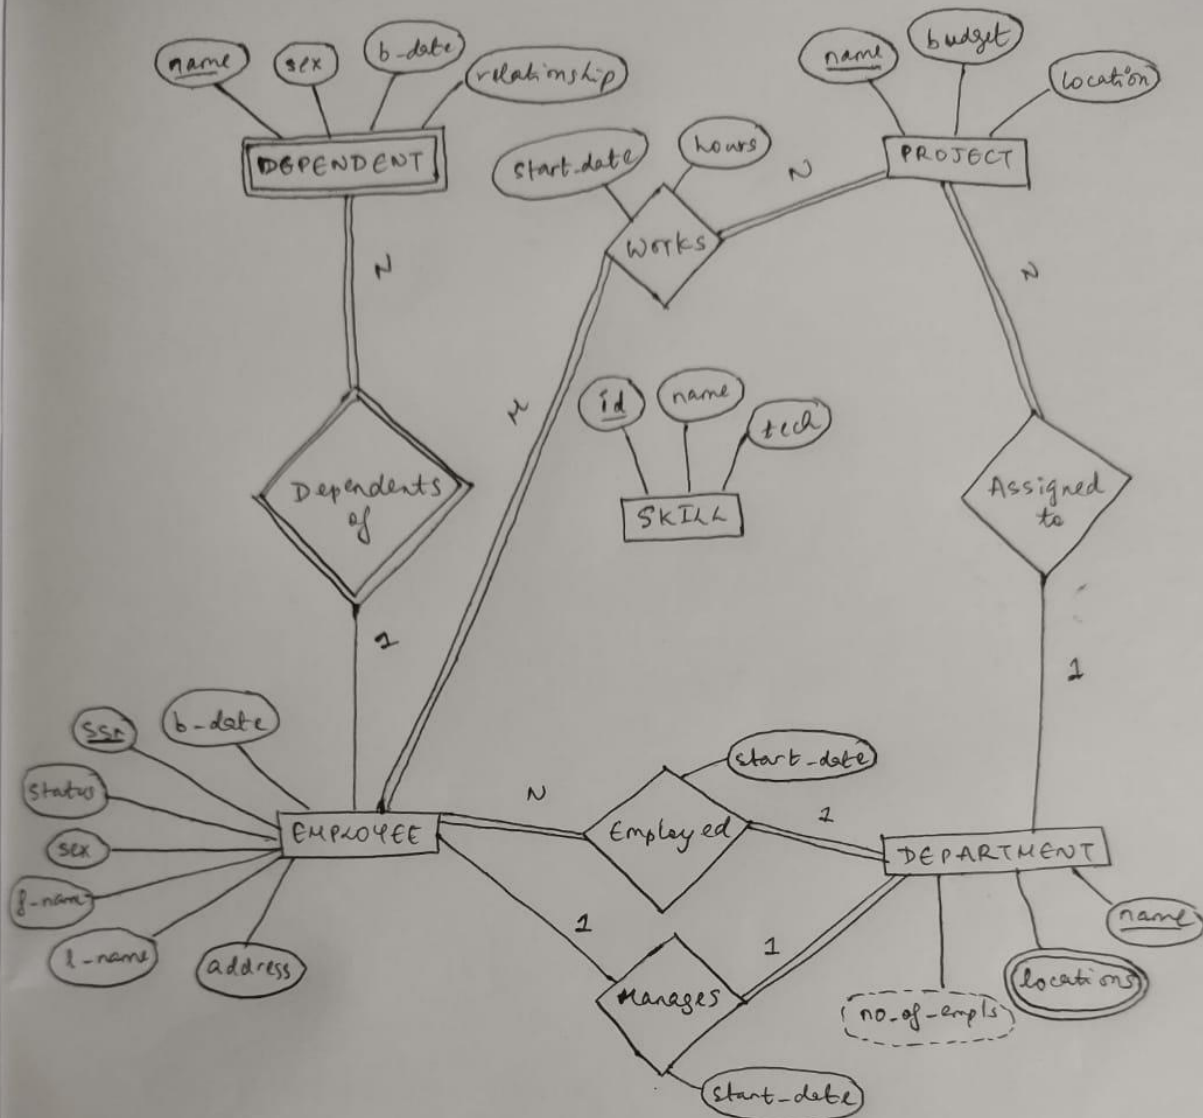 name
sex
b-date
relationship
DEPENDENT
name
budget
location
PROJECT
start-date
hours
Works
N
N
N
M
id
name
tech
SKILL
Dependents
of
Assigned
to
1
1
ssn
b-date
status
sex
f-name
l-name
address
EMPLOYEE
N
start-date
Employed
1
DEPARTMENT
name
locations
no-of-empls
1
1
Manages
start-date